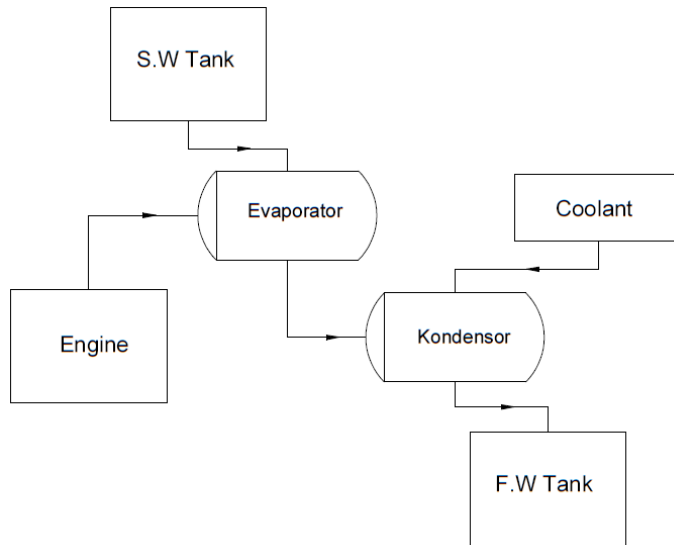 S.W Tank
Evaporator
Coolant
Engine
Kondensor
F.W Tank